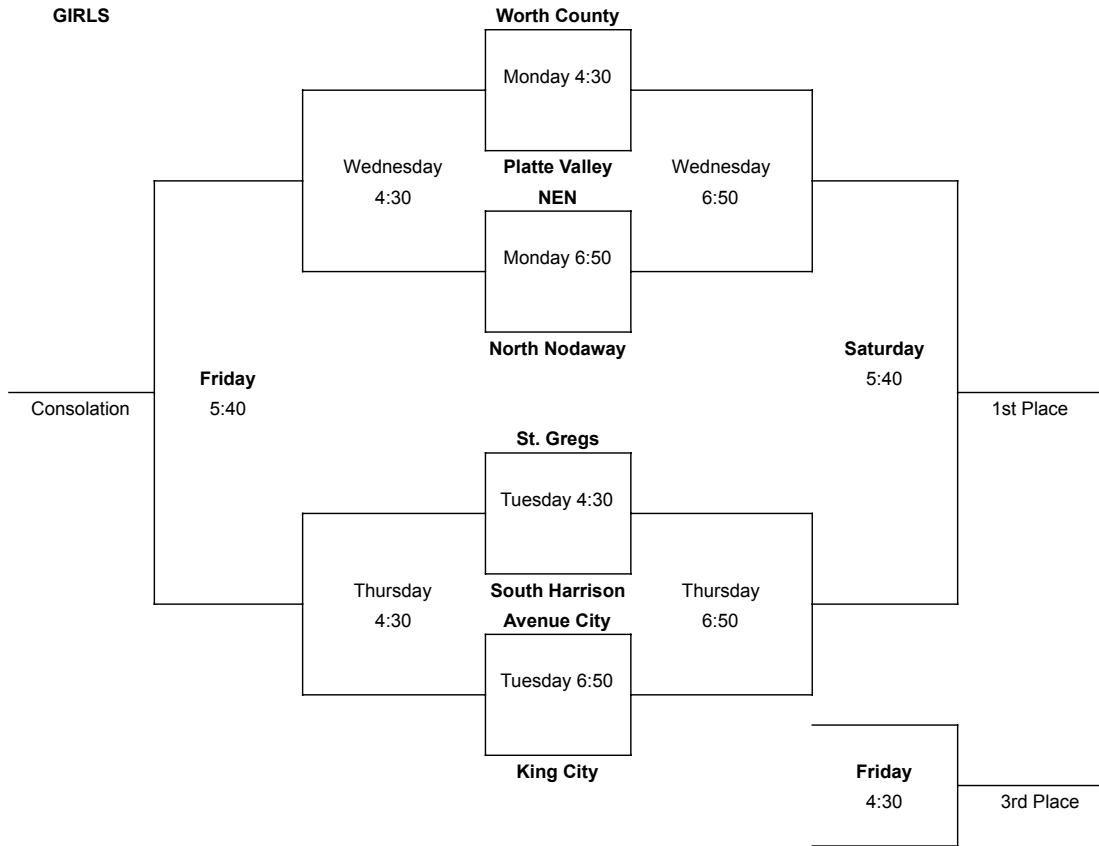 GIRLS
Worth County
Monday 4:30
Wednesday
4:30
Platte Valley
NEN
Wednesday
6:50
Monday 6:50
North Nodaway
Friday
5:40
Saturday
5:40
Consolation
1st Place
St. Gregs
Tuesday 4:30
Thursday
4:30
South Harrison
Avenue City
Thursday
6:50
Tuesday 6:50
King City
Friday
4:30
3rd Place